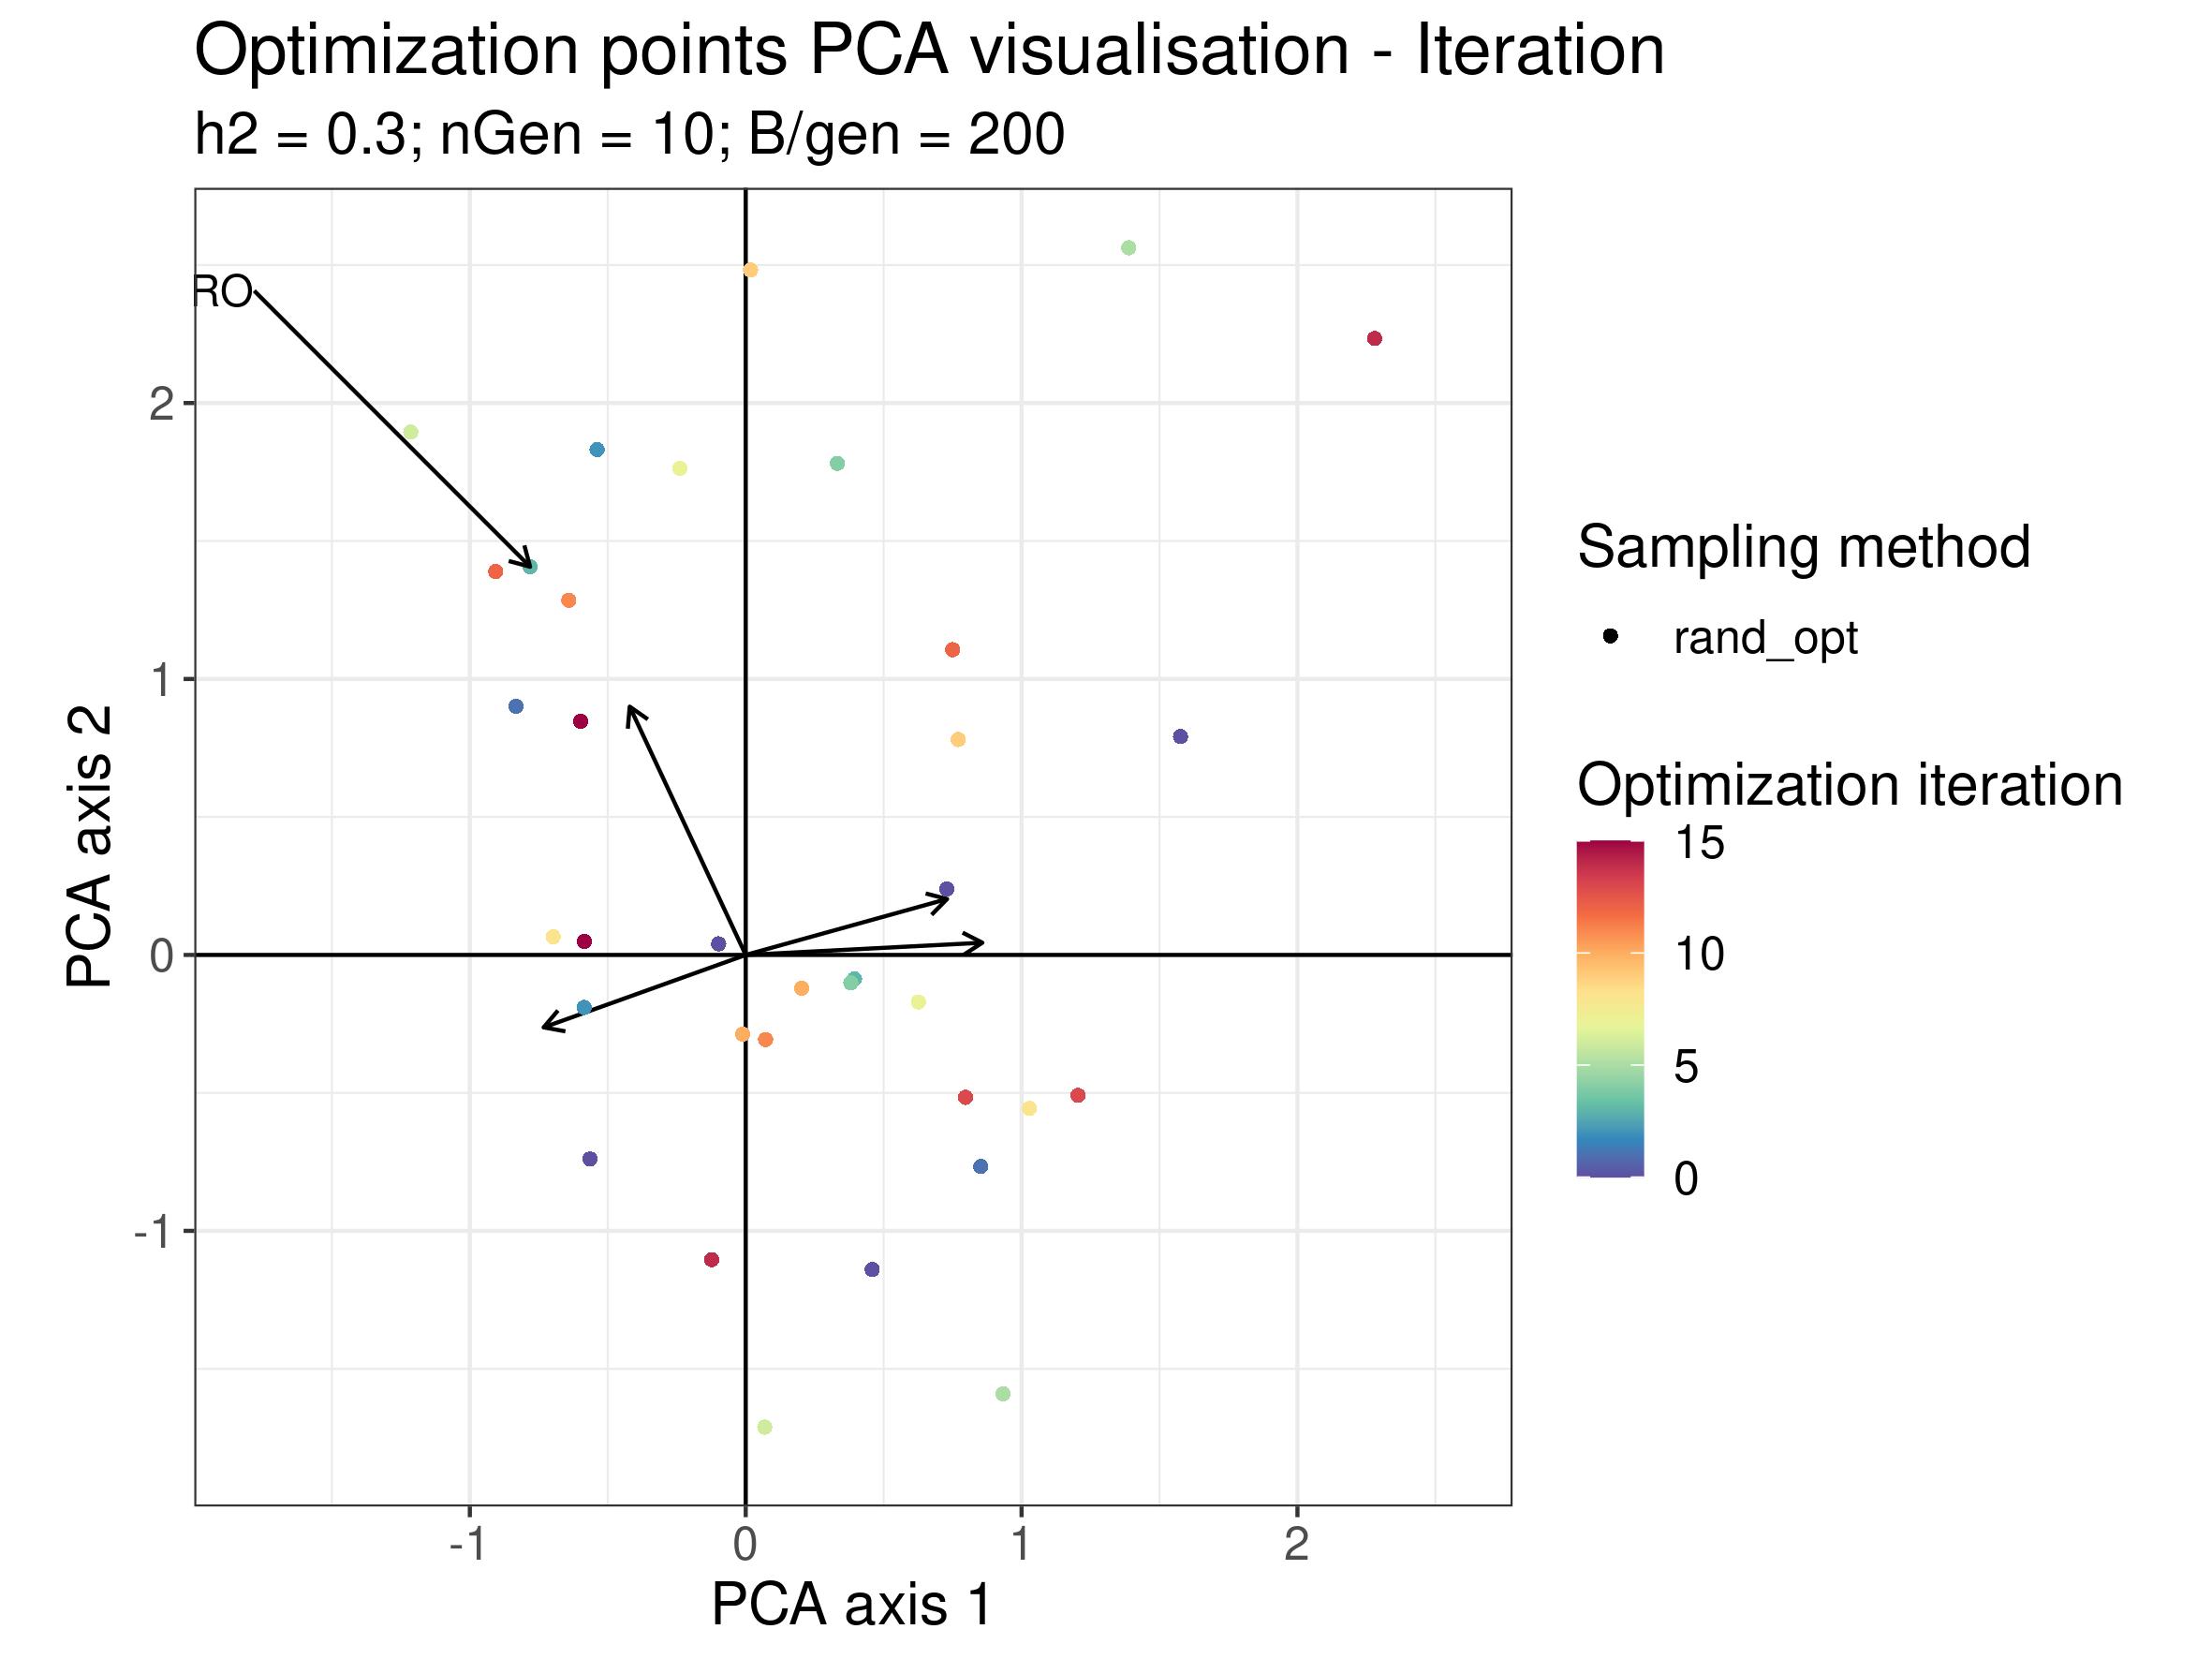 Optimization points PCA visualisation - Iteration
h2 = 0.3; nGen = 10; B/gen = 200
RO
2
1
0
-1
PCA axis 2
-1
0
1
2
PCA axis 1
Sampling method
rand_opt
Optimization iteration
15
10
5
0